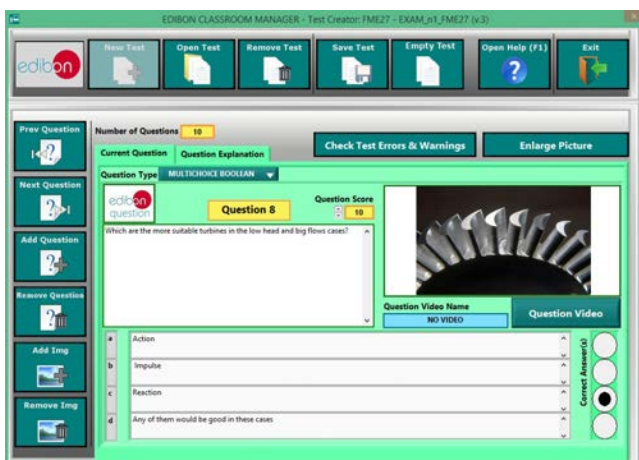 EDIBON CLASSROOM MANAGER - Test Creator: FME27 - EXAM_n1_FME27 (v.3)
edibon
New Test
Open Test
Remove Test
Save Test
Empty Test
Open Help (F1)
Exit
Prev Question
Next Question
Add Question
Remove Question
Add Img
Remove Img
Number of Questions 10
Check Test Errors & Warnings
Enlarge Picture
Current Question
Question Explanation
Question Type MULTICHOICE BOOLEAN
edibon
question
Question 8
Question Score
10
Which are the more suitable turbines in the low head and big flows cases?
Question Video Name
NO VIDEO
Question Video
a Action
b Impulse
c Reaction
d Any of them would be good in these cases
Correct Answer(s)